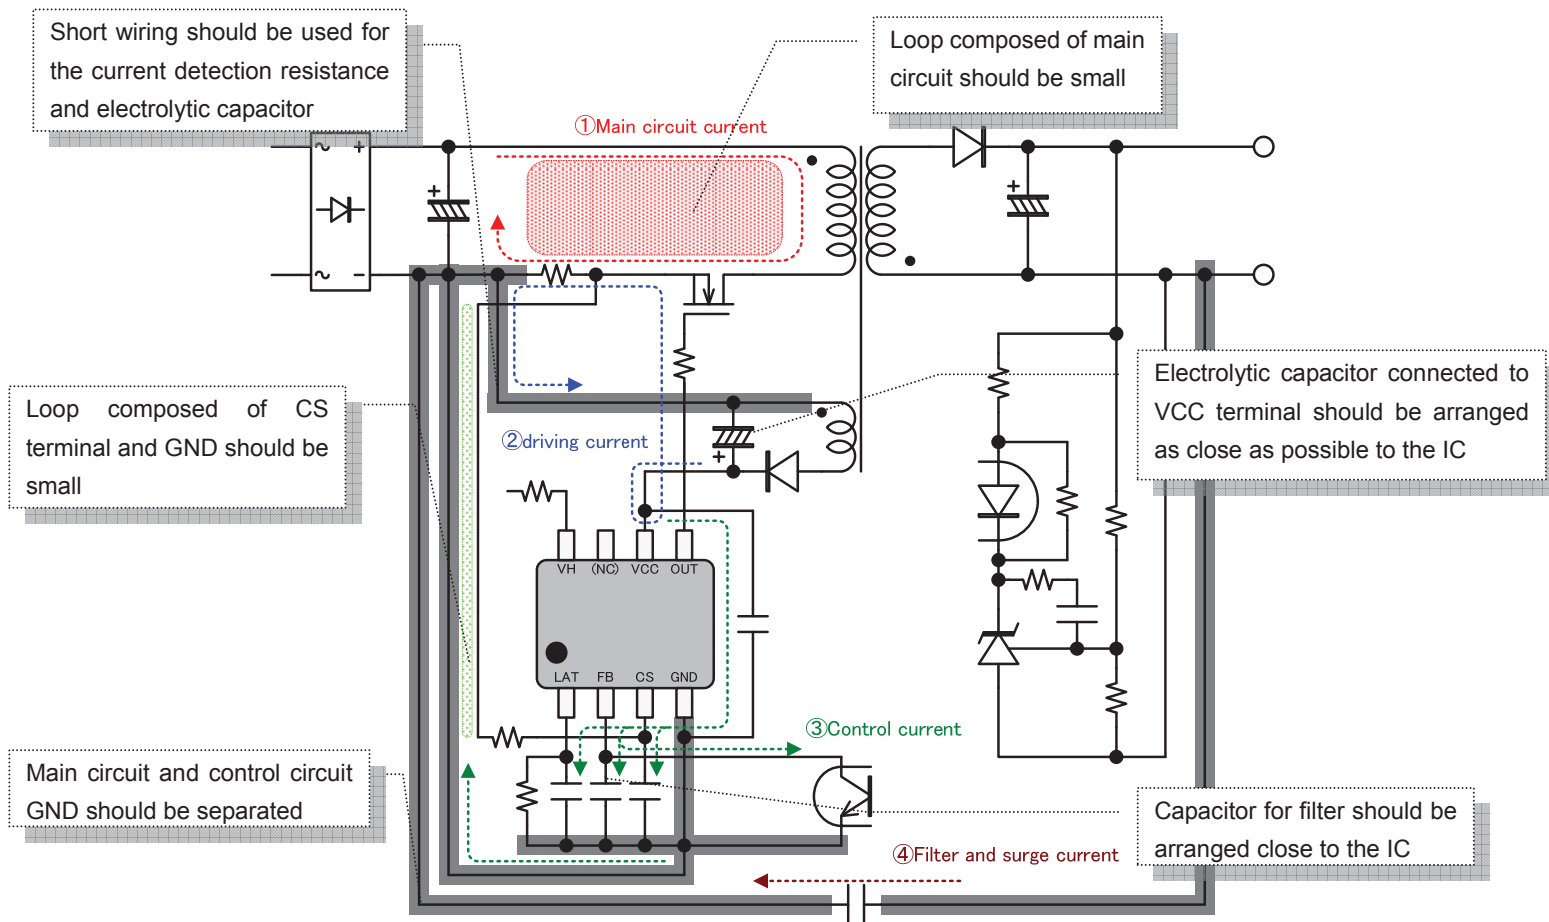 Short wiring should be used for
the current detection resistance
and electrolytic capacitor
Loop composed of main
circuit should be small
①Main circuit current
~ +
+
+
~ −
Loop composed of CS
terminal and GND should be
small
②driving current
+
Electrolytic capacitor connected to
VCC terminal should be arranged
as close as possible to the IC
VH (NC) VCC OUT
LAT FB CS GND
③Control current
Main circuit and control circuit
GND should be separated
Capacitor for filter should be
arranged close to the IC
④Filter and surge current